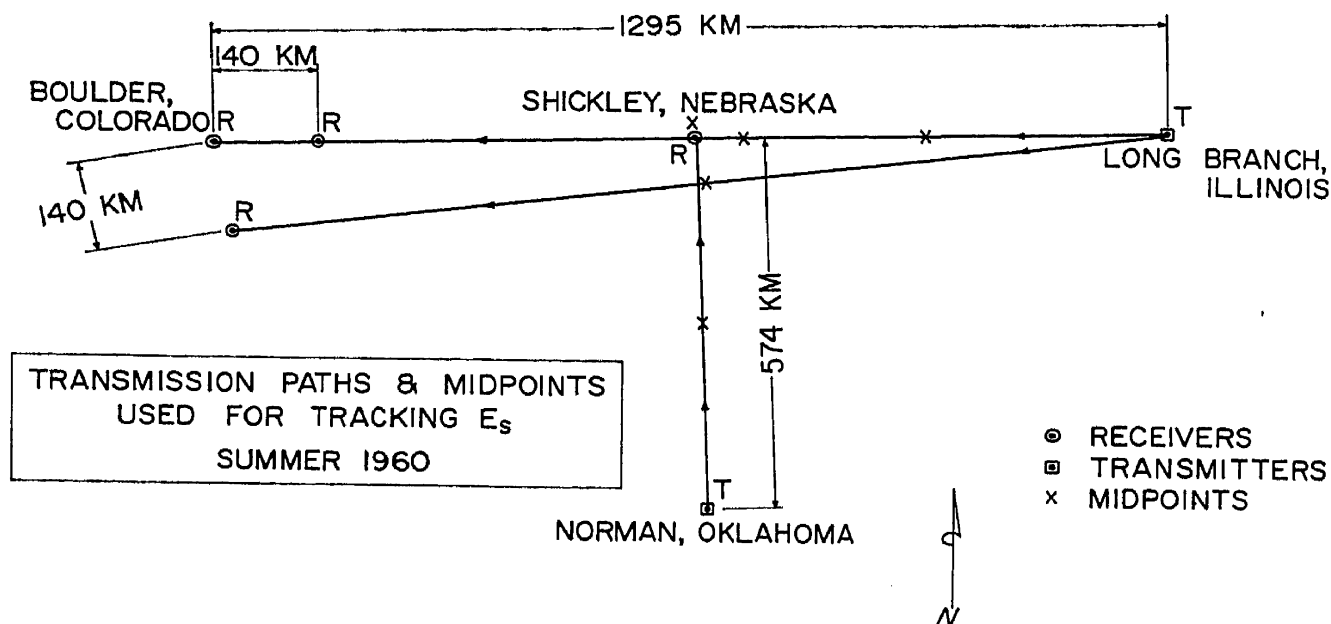 1295 KM
140 KM
BOULDER,
COLORADO
R
R
SHICKLEY, NEBRASKA
R
T
LONG BRANCH,
ILLINOIS
140 KM
R
574 KM
TRANSMISSION PATHS & MIDPOINTS
USED FOR TRACKING Es
SUMMER 1960
T
NORMAN, OKLAHOMA
RECEIVERS
TRANSMITTERS
x MIDPOINTS
N